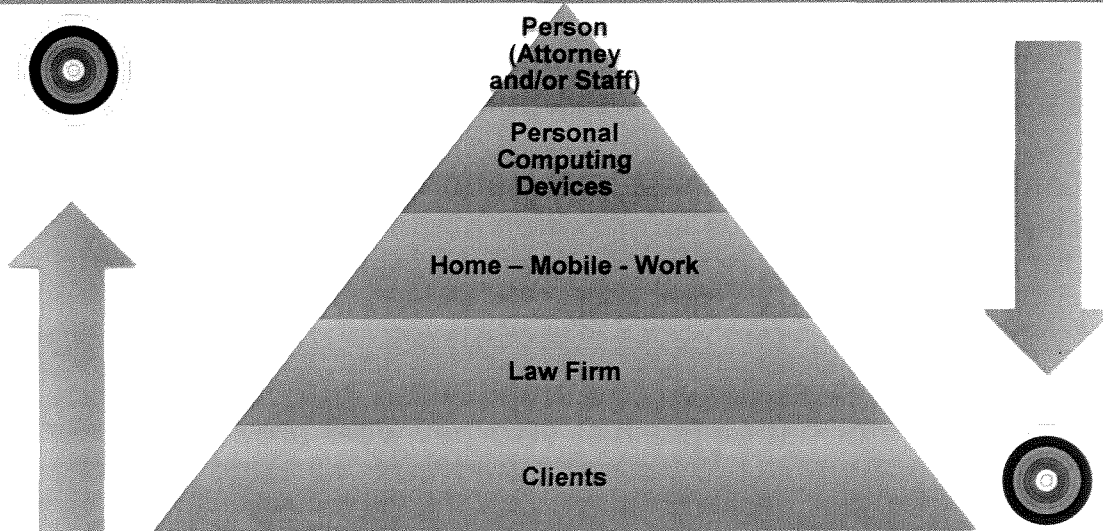 Person
(Attorney
and/or Staff)
Personal
Computing
Devices
Home – Mobile - Work
Law Firm
Clients